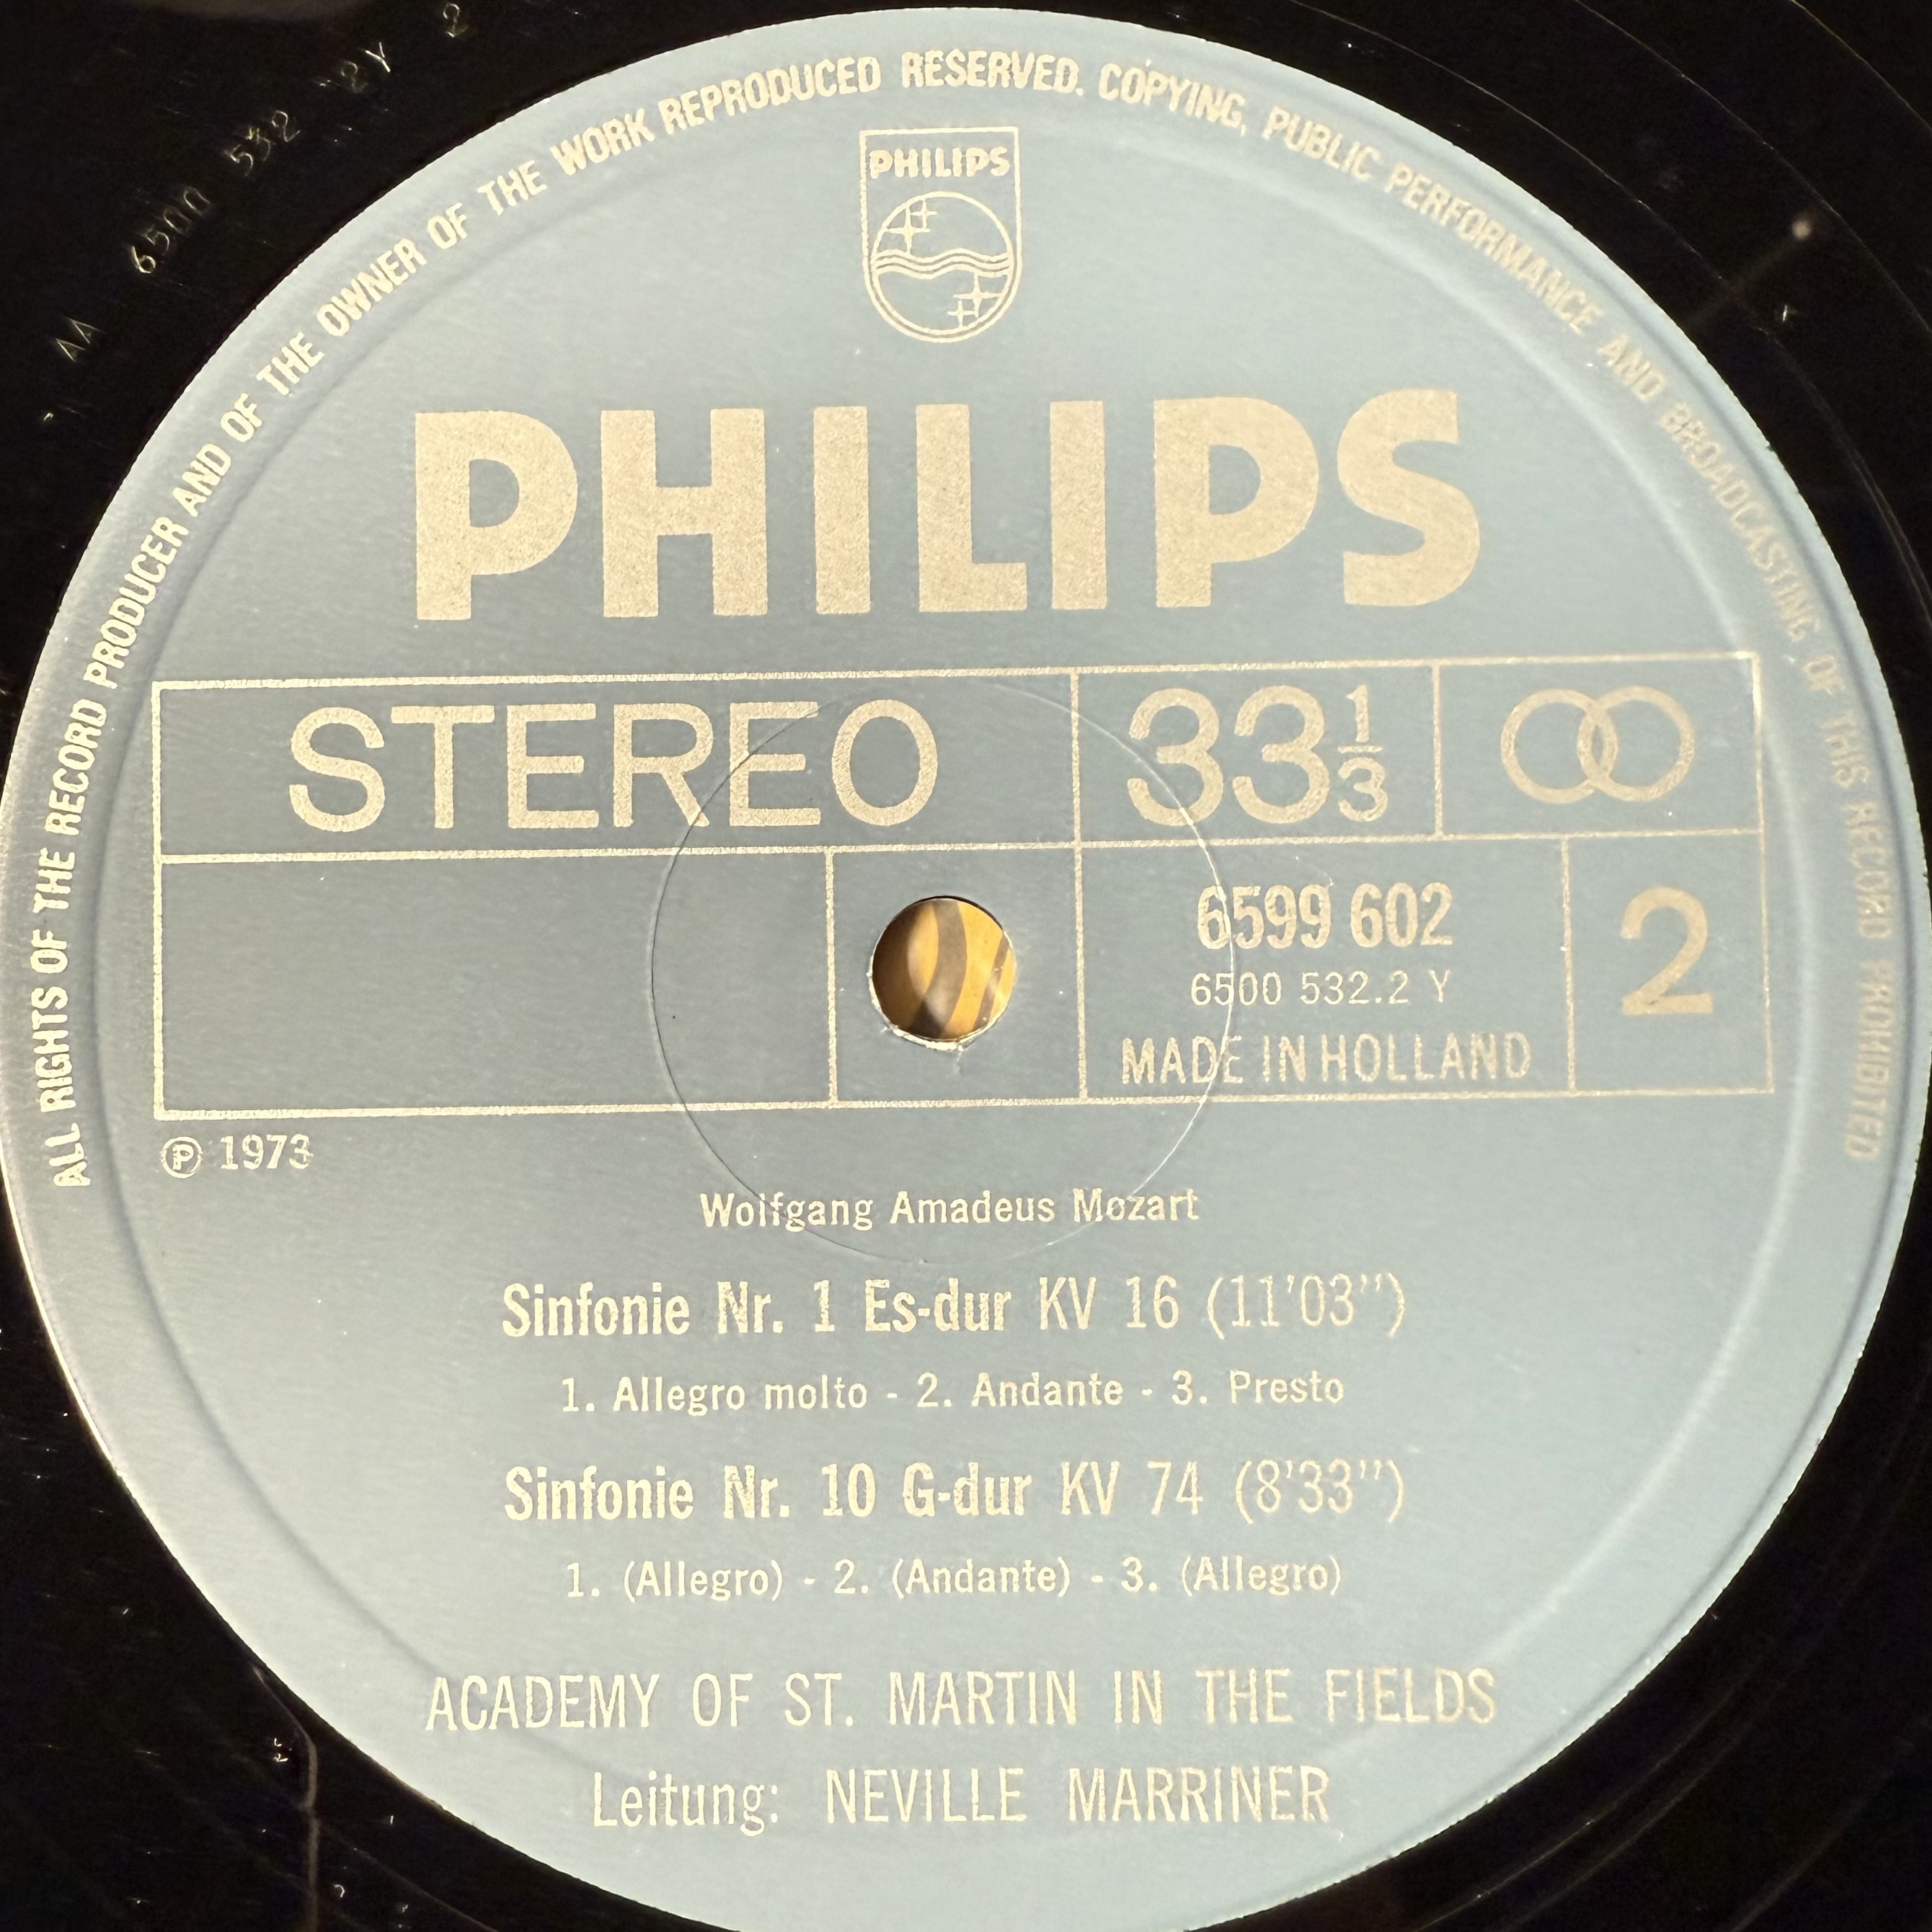 AA 6500 532 2Y 2
ALL RIGHTS OF THE RECORD PRODUCER AND OF THE OWNER OF THE WORK REPRODUCED RESERVED. COPYING, PUBLIC PERFORMANCE AND BROADCASTING OF THIS RECORD PROHIBITED
PHILIPS
PHILIPS
STEREO 33 1/3
6599 602
6500 532.2 Y
MADE IN HOLLAND
2
Ⓟ 1973
Wolfgang Amadeus Mozart
Sinfonie Nr. 1 Es-dur KV 16 (11'03'')
1. Allegro molto - 2. Andante - 3. Presto
Sinfonie Nr. 10 G-dur KV 74 (8'33'')
1. (Allegro) - 2. (Andante) - 3. (Allegro)
ACADEMY OF ST. MARTIN IN THE FIELDS
Leitung: NEVILLE MARRINER